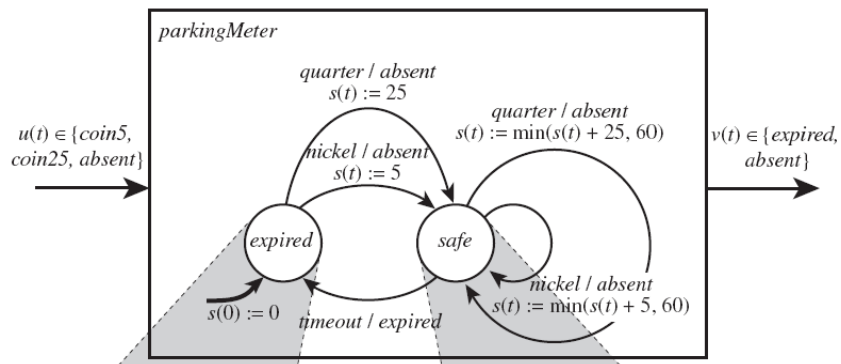 parkingMeter
quarter / absent
s(t) := 25
quarter / absent
s(t) := min(s(t) + 25, 60)
u(t) ∈ {coin5,
coin25, absent}
v(t) ∈ {expired,
absent}
nickel / absent
s(t) := 5
expired
safe
nickel / absent
s(t) := min(s(t) + 5, 60)
s(0) := 0
timeout / expired